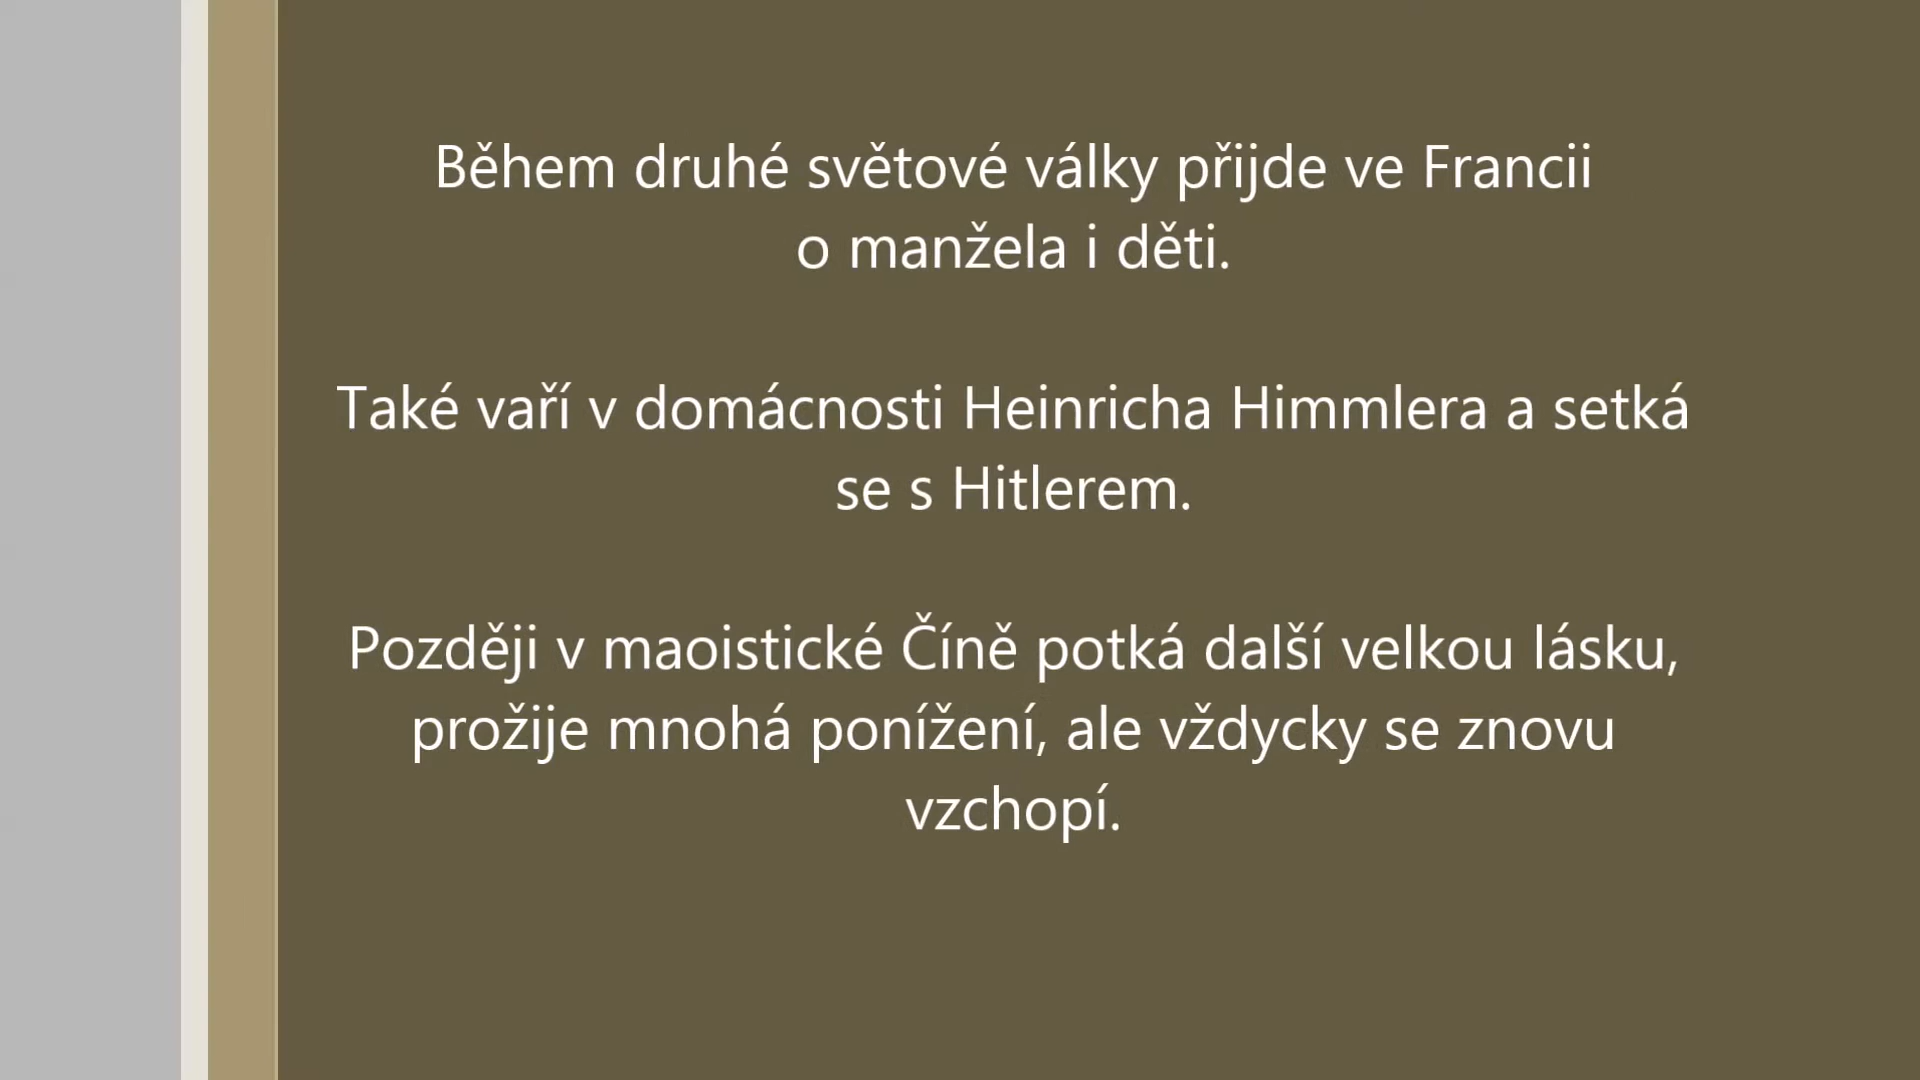 Během druhé světové války přijde ve Francii
o manžela i děti.
Také vaří v domácnosti Heinricha Himmlera a setká
se s Hitlerem.
Později v maoistické Číně potká další velkou lásku,
prožije mnohá ponížení, ale vždycky se znovu
vzchopí.